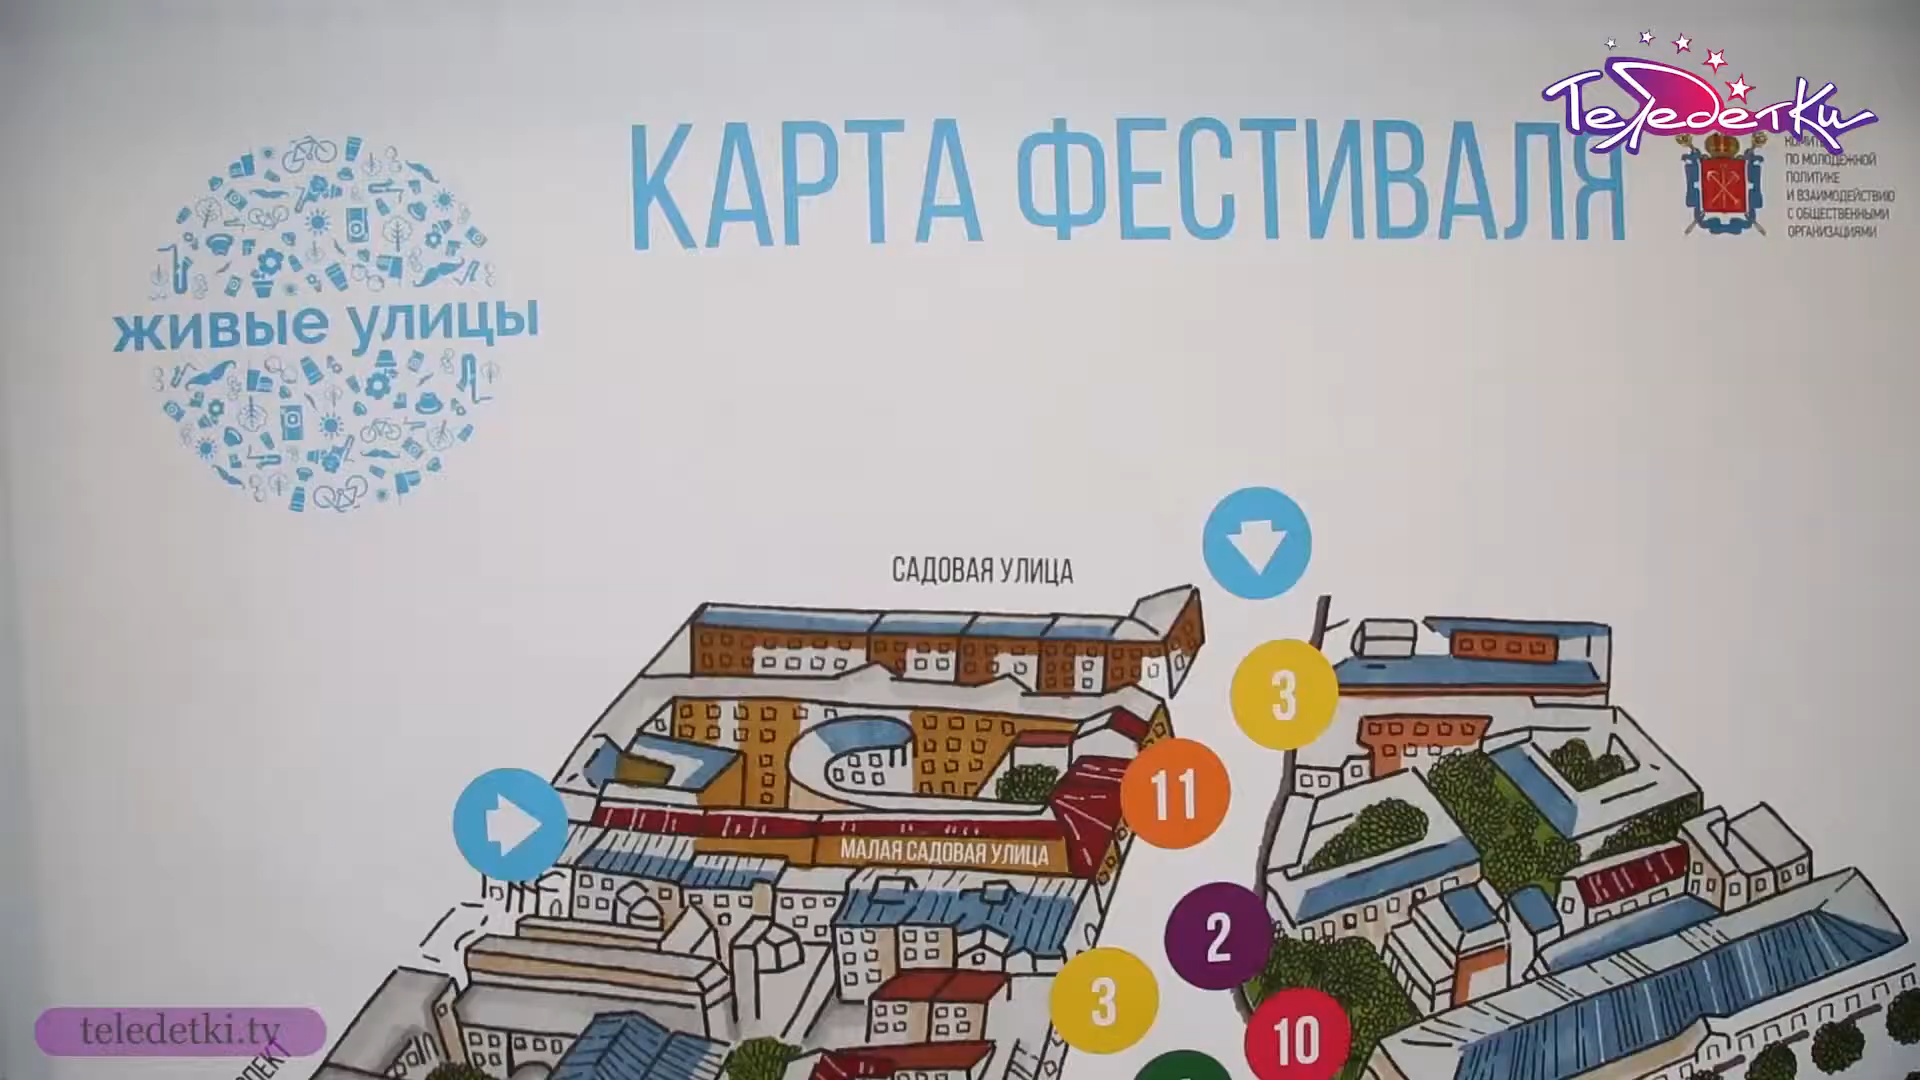 Теледетки
КАРТА ФЕСТИВАЛЯ
ПО МОЛОДЕЖНОЙ
ПОЛИТИКЕ
И ВЗАИМОДЕЙСТВИЮ
С ОБЩЕСТВЕННЫМИ
ОРГАНИЗАЦИЯМИ
живые улицы
САДОВАЯ УЛИЦА
3
11
МАЛАЯ САДОВАЯ УЛИЦА
2
3
10
teledetki.tv